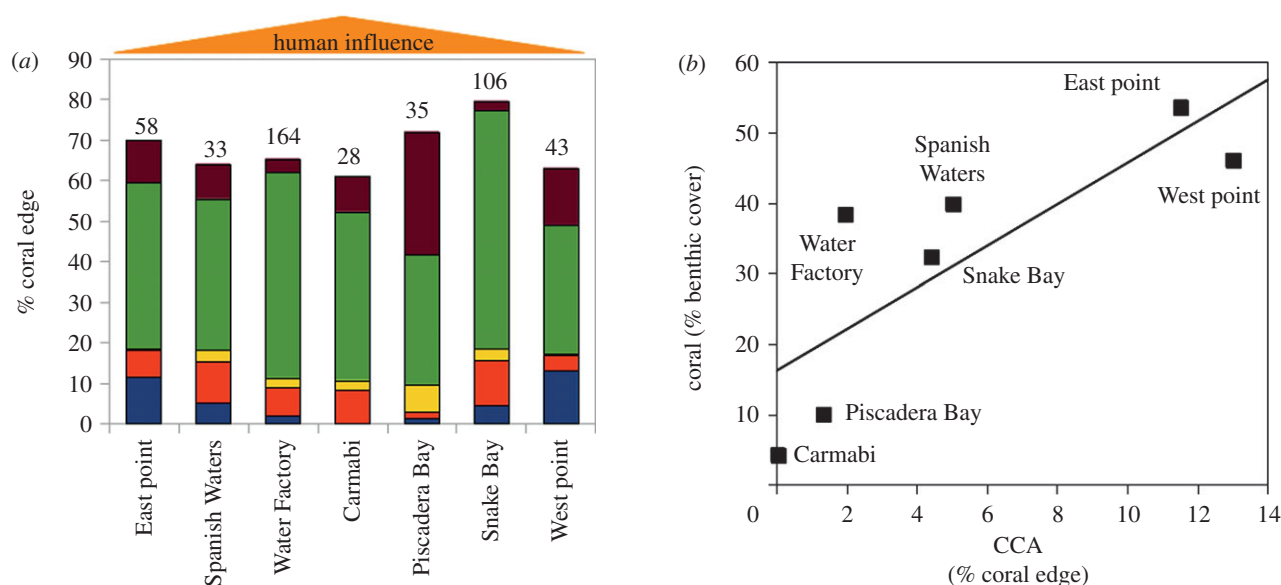 human influence
(a)
90
80
70
60
50
40
30
20
10
0
% coral edge
58
33
164
28
35
106
43
East point
Spanish Waters
Water Factory
Carmabi
Piscadera Bay
Snake Bay
West point
(b)
60
50
40
30
20
10
0
2
4
6
8
10
12
14
coral (% benthic cover)
East point
Spanish
Waters
West point
Water
Factory
Snake Bay
Piscadera Bay
Carmabi
CCA
(% coral edge)